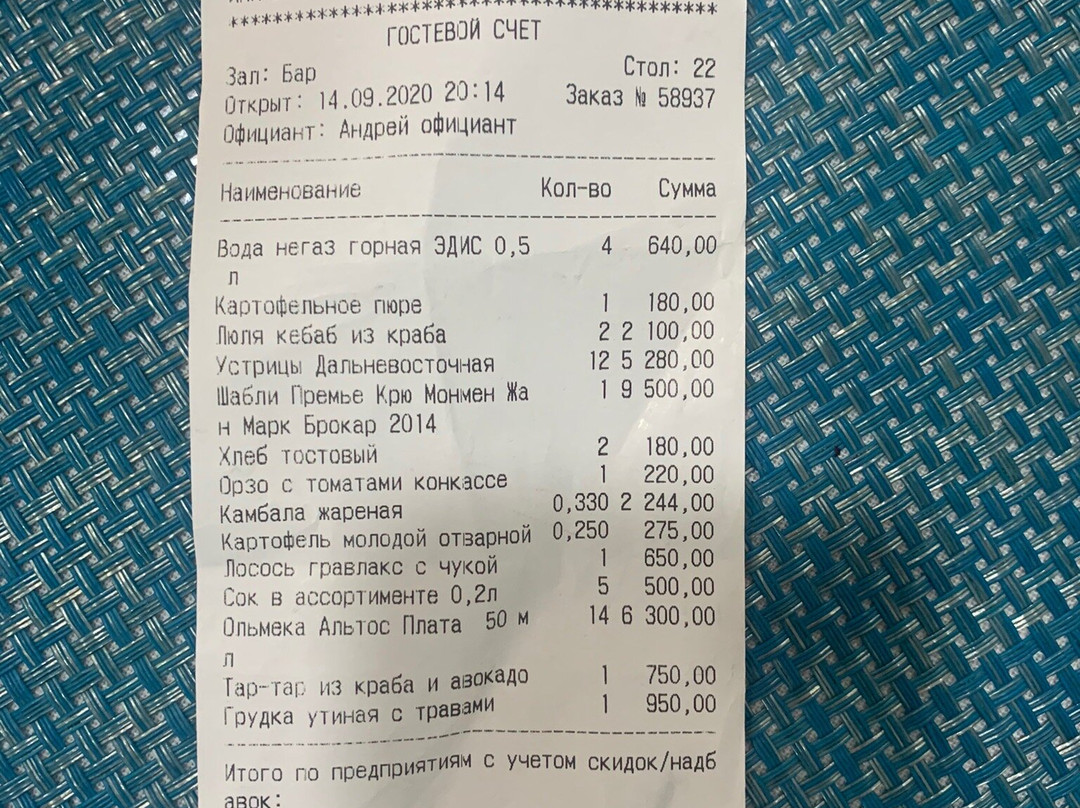 ****************************************
ГОСТЕВОЙ СЧЕТ
Зал: Бар Стол: 22
Открыт: 14.09.2020 20:14 Заказ № 58937
Официант: Андрей официант
Наименование Кол-во Сумма
Вода негаз горная ЭДИС 0,5 4 640,00
л
Картофельное пюре 1 180,00
Люля кебаб из краба 2 2 100,00
Устрицы Дальневосточная 12 5 280,00
Шабли Премье Крю Монмен Жа 1 9 500,00
н Марк Брокар 2014
Хлеб тостовый 2 180,00
Орзо с томатами конкассе 1 220,00
Камбала жареная 0,330 2 244,00
Картофель молодой отварной 0,250 275,00
Лосось гравлакс с чукой 1 650,00
Сок в ассортименте 0,2л 5 500,00
Ольмека Альтос Плата 50 м 14 6 300,00
л
Тар-тар из краба и авокадо 1 750,00
Грудка утиная с травами 1 950,00
Итого по предприятиям с учетом скидок/надб
авок: